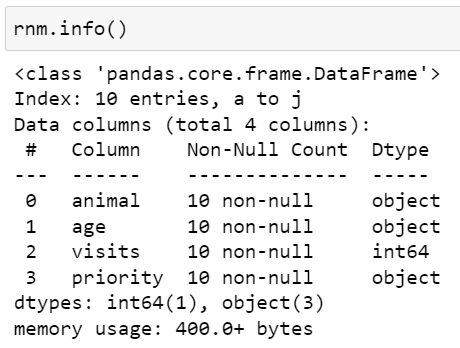 rnm.info()
<class 'pandas.core.frame.DataFrame'>
Index: 10 entries, a to j
Data columns (total 4 columns):
 #   Column    Non-Null Count  Dtype
---  ------    --------------  -----
 0   animal    10 non-null     object
 1   age       10 non-null     object
 2   visits    10 non-null     int64
 3   priority  10 non-null     object
dtypes: int64(1), object(3)
memory usage: 400.0+ bytes